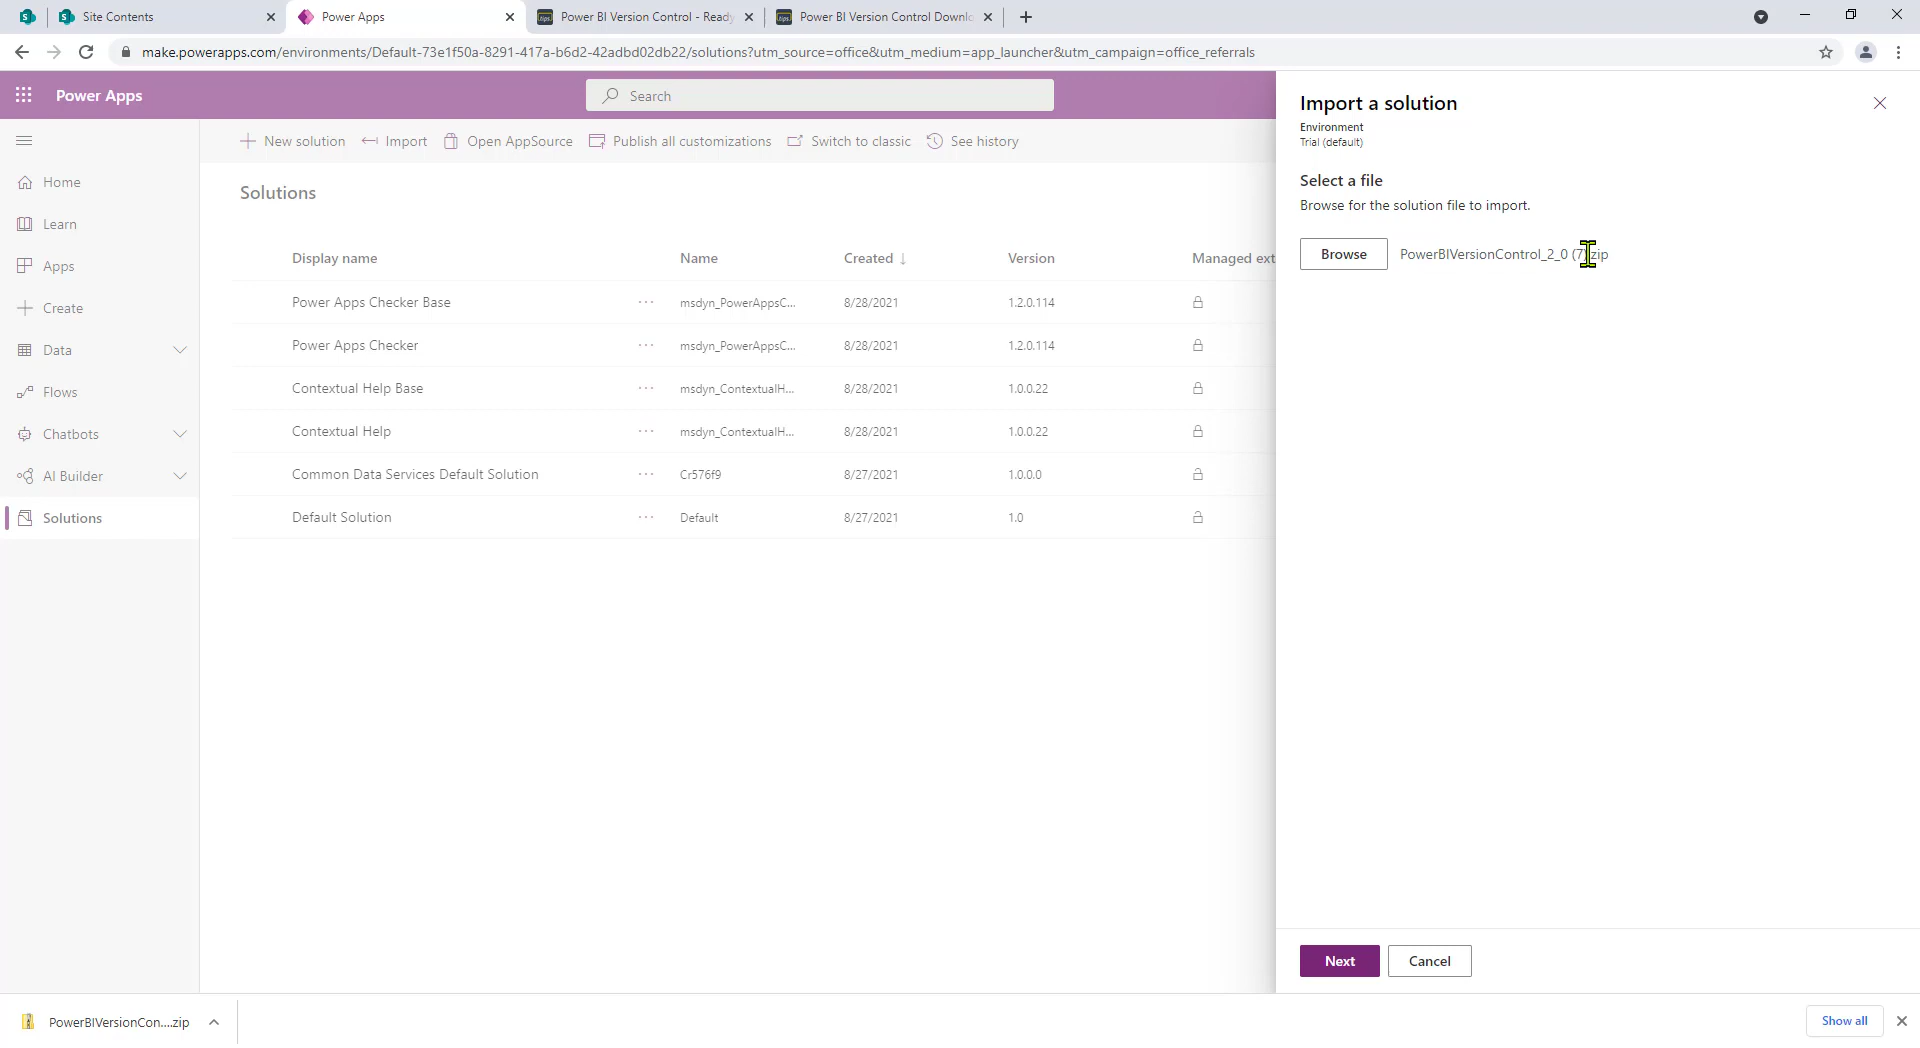 Site Contents
Power Apps
Power BI Version Control - Ready
Power BI Version Control Downlo
make.powerapps.com/environments/Default-73e1f50a-8291-417a-b6d2-42adbd02db22/solutions?utm_source=office&utm_medium=app_launcher&utm_campaign=office_referrals
Power Apps
Search
New solution
Import
Open AppSource
Publish all customizations
Switch to classic
See history
Home
Learn
Apps
Create
Data
Flows
Chatbots
AI Builder
Solutions
Solutions
Display name Name Created ↓ Version Managed ext
Power Apps Checker Base ··· msdyn_PowerAppsC... 8/28/2021 1.2.0.114
Power Apps Checker ··· msdyn_PowerAppsC... 8/28/2021 1.2.0.114
Contextual Help Base ··· msdyn_ContextualH... 8/28/2021 1.0.0.22
Contextual Help ··· msdyn_ContextualH... 8/28/2021 1.0.0.22
Common Data Services Default Solution ··· Cr576f9 8/27/2021 1.0.0.0
Default Solution ··· Default 8/27/2021 1.0
Import a solution
Environment
Trial (default)
Select a file
Browse for the solution file to import.
Browse
PowerBIVersionControl_2_0 (7).zip
Next
Cancel
PowerBIVersionCon....zip
Show all